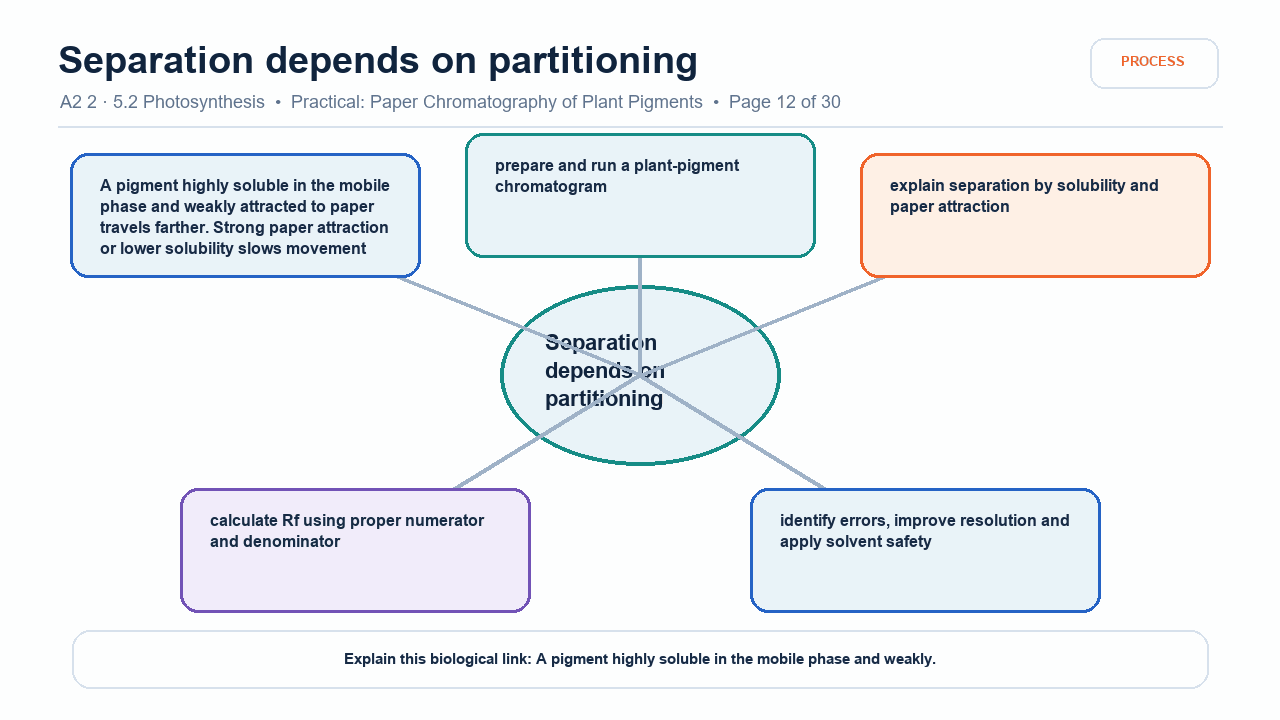 Separation depends on partitioning
PROCESS
A2 2 · 5.2 Photosynthesis • Practical: Paper Chromatography of Plant Pigments • Page 12 of 30
A pigment highly soluble in the mobile
phase and weakly attracted to paper
travels farther. Strong paper attraction
or lower solubility slows movement
prepare and run a plant-pigment
chromatogram
explain separation by solubility and
paper attraction
Separation
depends on
partitioning
calculate Rf using proper numerator
and denominator
identify errors, improve resolution and
apply solvent safety
Explain this biological link: A pigment highly soluble in the mobile phase and weakly.